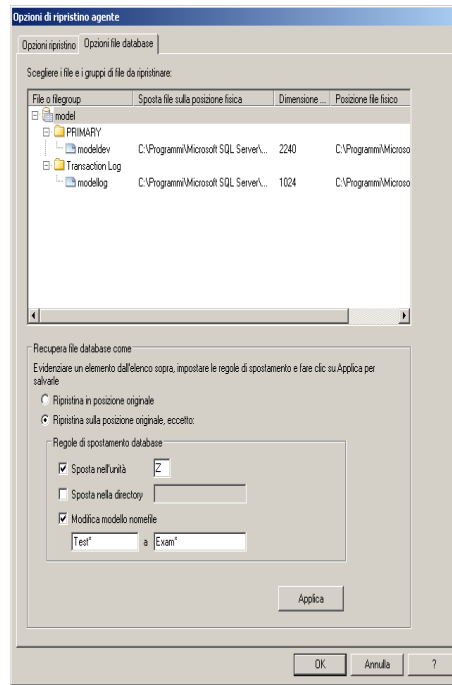 Opzioni di ripristino agente
Opzioni ripristino Opzioni file database
Scegliere i file e i gruppi di file da ripristinare:
File o filegroup Sposta file sulla posizione fisica Dimensione ... Posizione file fisico
model
PRIMARY
modeldev C:\Programmi\Microsoft SQL Server\... 2240 C:\Programmi\Microso
Transaction Log
modellog C:\Programmi\Microsoft SQL Server\... 1024 C:\Programmi\Microso
Recupera file database come
Evidenziare un elemento dall'elenco sopra, impostare le regole di spostamento e fare clic su Applica per
salvarle
Ripristina in posizione originale
Ripristina sulla posizione originale, eccetto:
Regole di spostamento database
Sposta nell'unità Z
Sposta nella directory
Modifica modello nomefile
Test* a Exam*
Applica
OK Annulla ?